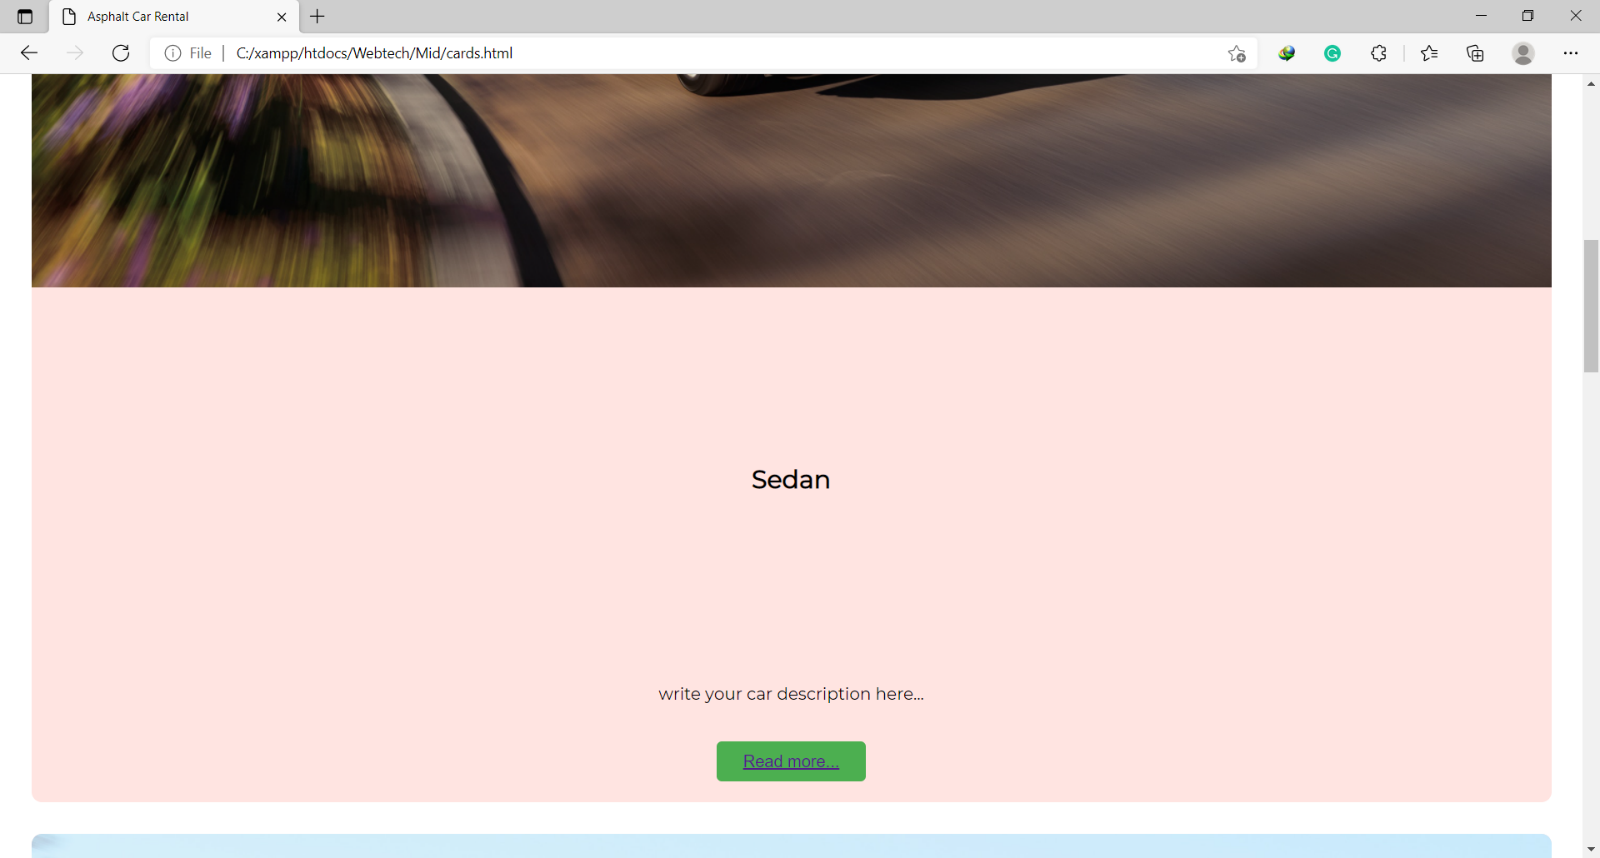 Asphalt Car Rental
File | C:/xampp/htdocs/Webtech/Mid/cards.html
Sedan
write your car description here...
Read more...